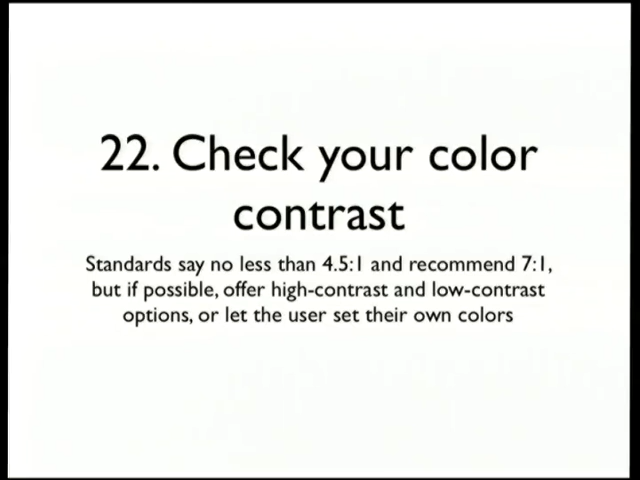 22. Check your color
contrast
Standards say no less than 4.5:1 and recommend 7:1,
but if possible, offer high-contrast and low-contrast
options, or let the user set their own colors